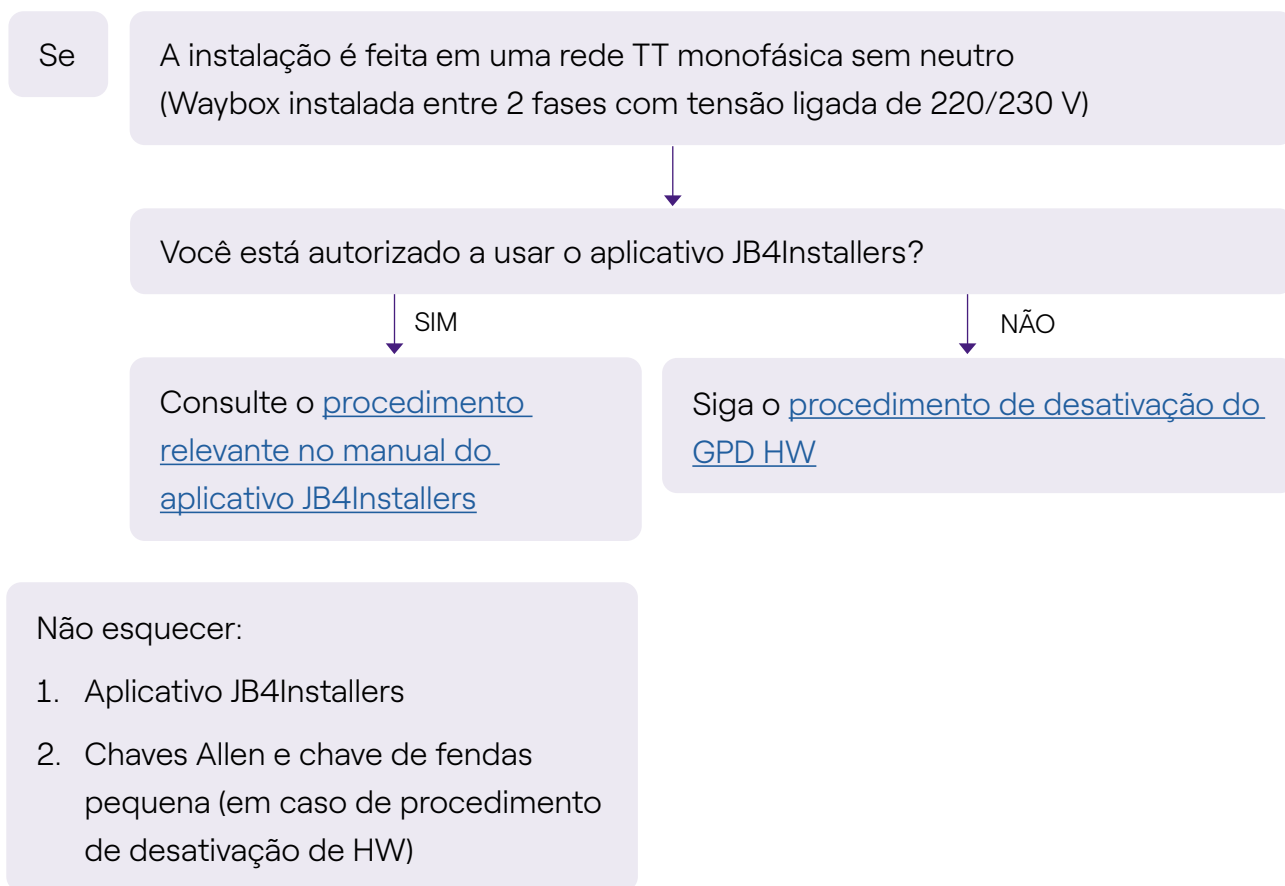 Se
A instalação é feita em uma rede TT monofásica sem neutro
(Waybox instalada entre 2 fases com tensão ligada de 220/230 V)
Você está autorizado a usar o aplicativo JB4Installers?
SIM
NÃO
Consulte o procedimento
relevante no manual do
aplicativo JB4Installers
Siga o procedimento de desativação do
GPD HW
Não esquecer:
1. Aplicativo JB4Installers
2. Chaves Allen e chave de fendas
pequena (em caso de procedimento
de desativação de HW)